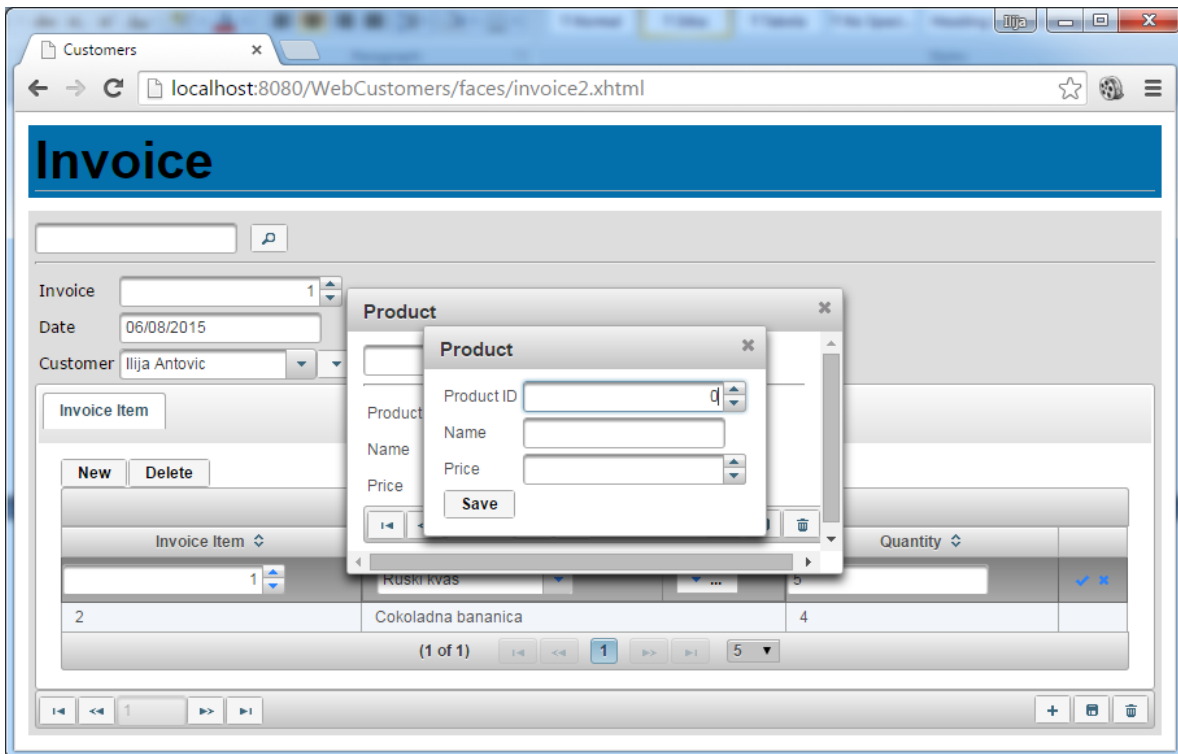 Ilija
Customers
localhost:8080/WebCustomers/faces/invoice2.xhtml
Invoice
Invoice 1
Date 06/08/2015
Customer Ilija Antovic
Product
Product
Product ID 0
Name
Price
Save
Product
Name
Price
Invoice Item
New Delete
Invoice Item Quantity
1 Ruski kvas ... 5
2 Cokoladna bananica 4
(1 of 1) 1 5
1